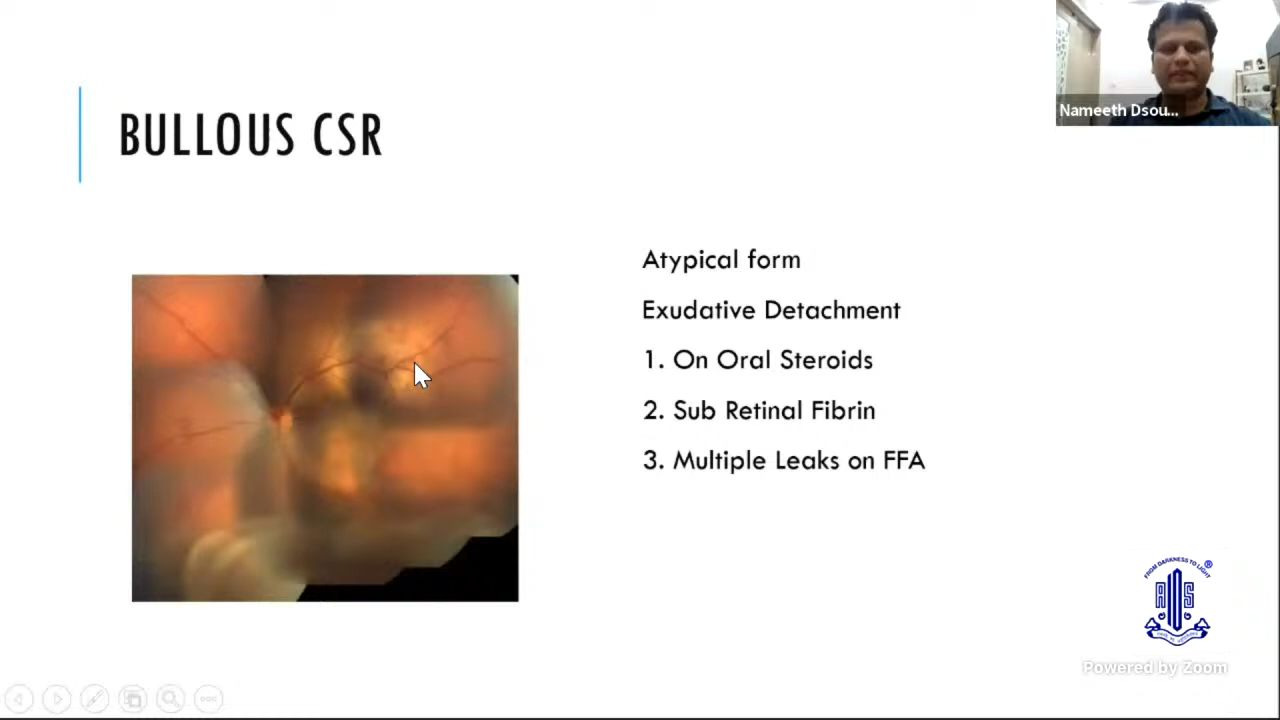 Nameeth Dsou...
BULLOUS CSR
Atypical form
Exudative Detachment
1. On Oral Steroids
2. Sub Retinal Fibrin
3. Multiple Leaks on FFA
FROM DARKNESS TO LIGHT
®
AIOS
Powered by Zoom